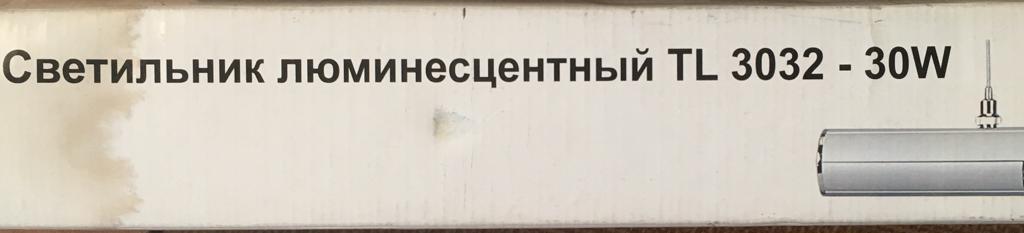 Светильник люминесцентный TL 3032 - 30W